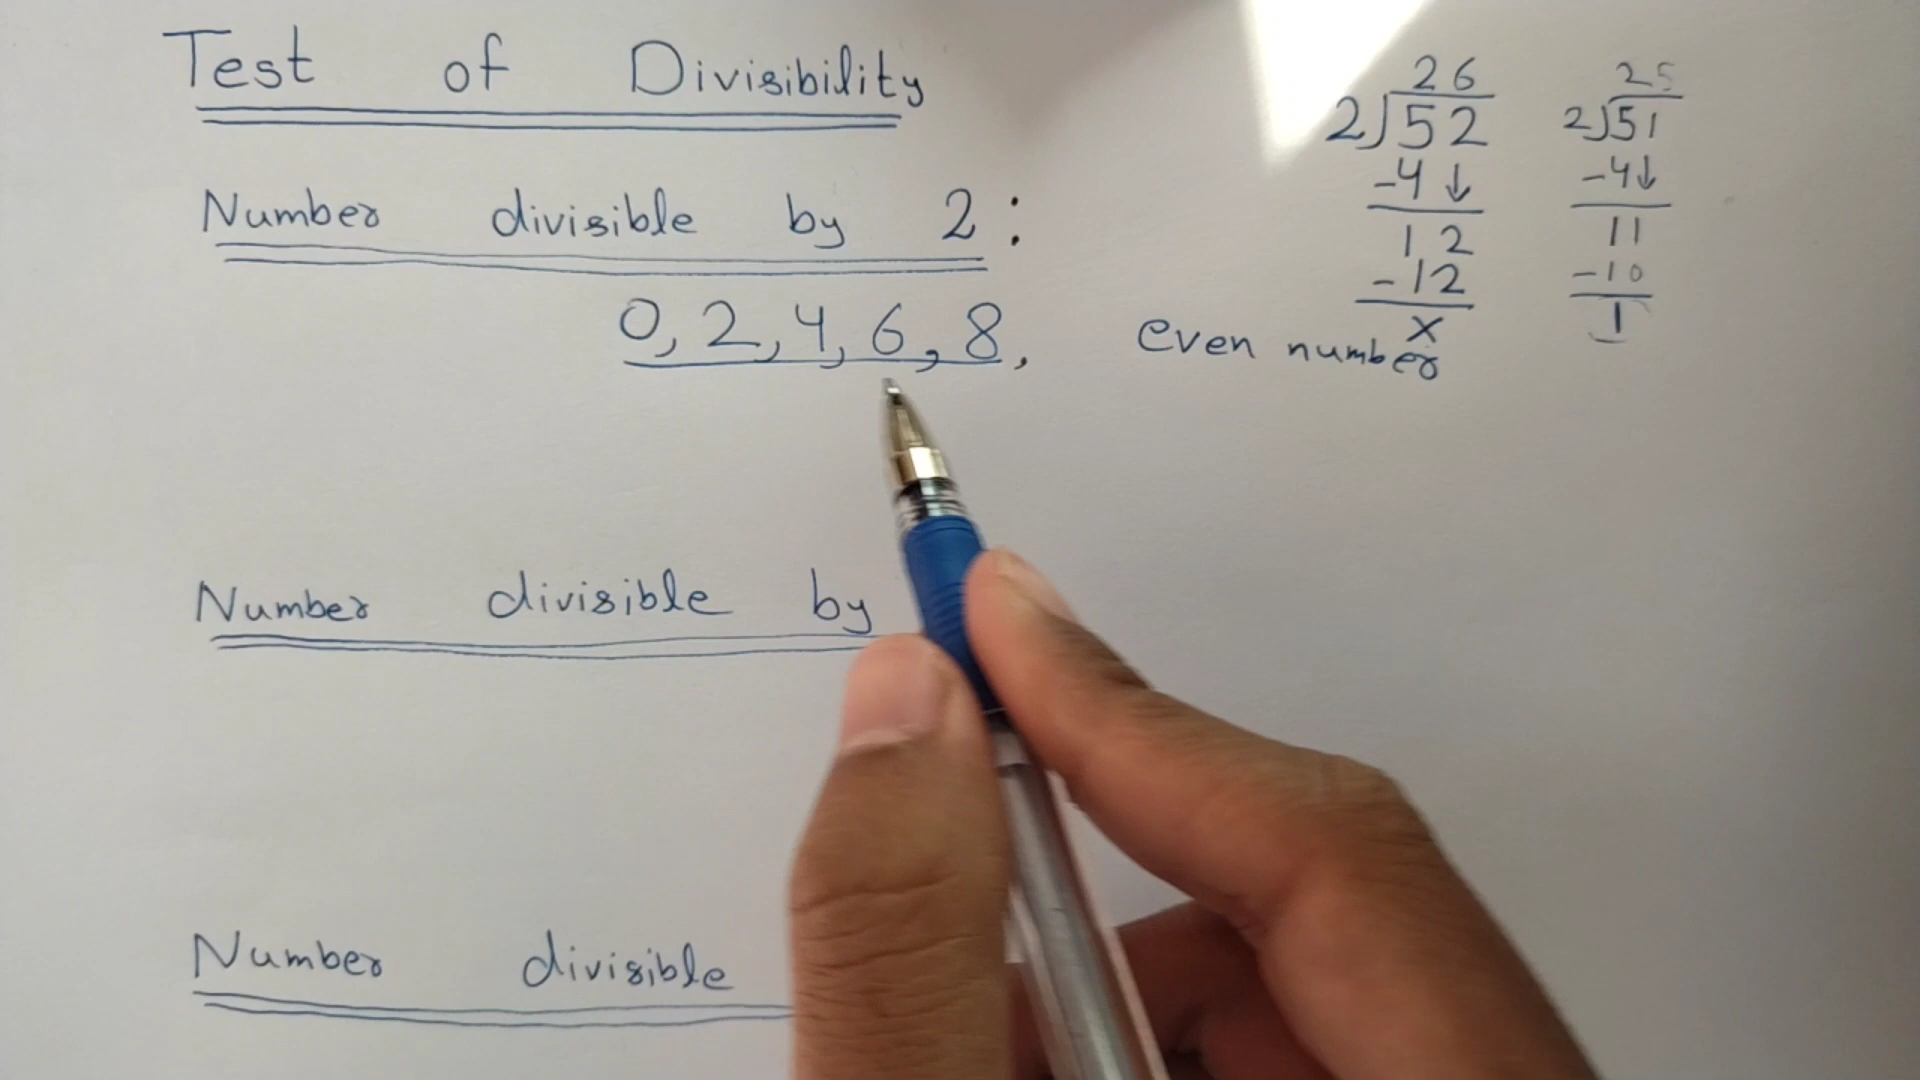 Test of Divisibility
Number divisible by 2:
0, 2, 4, 6, 8,
even number
26
2)52
-4↓
12
-12
x
25
2)51
-4↓
11
-10
1
Number divisible by
Number divisible